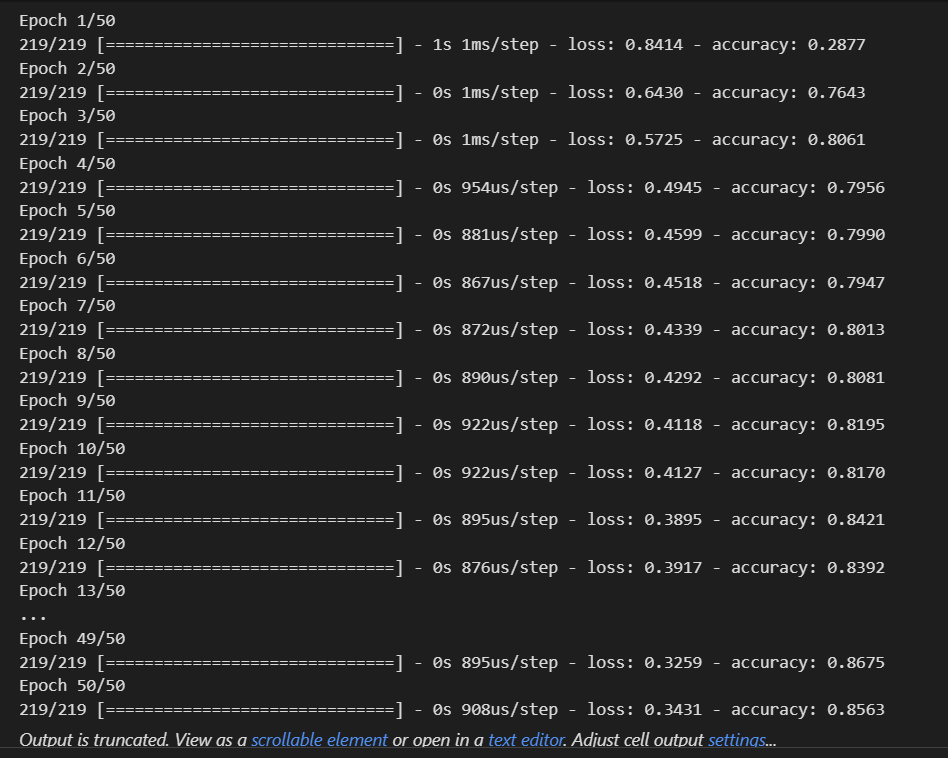 Epoch 1/50
219/219 [==============================] - 1s 1ms/step - loss: 0.8414 - accuracy: 0.2877
Epoch 2/50
219/219 [==============================] - 0s 1ms/step - loss: 0.6430 - accuracy: 0.7643
Epoch 3/50
219/219 [==============================] - 0s 1ms/step - loss: 0.5725 - accuracy: 0.8061
Epoch 4/50
219/219 [==============================] - 0s 954us/step - loss: 0.4945 - accuracy: 0.7956
Epoch 5/50
219/219 [==============================] - 0s 881us/step - loss: 0.4599 - accuracy: 0.7990
Epoch 6/50
219/219 [==============================] - 0s 867us/step - loss: 0.4518 - accuracy: 0.7947
Epoch 7/50
219/219 [==============================] - 0s 872us/step - loss: 0.4339 - accuracy: 0.8013
Epoch 8/50
219/219 [==============================] - 0s 890us/step - loss: 0.4292 - accuracy: 0.8081
Epoch 9/50
219/219 [==============================] - 0s 922us/step - loss: 0.4118 - accuracy: 0.8195
Epoch 10/50
219/219 [==============================] - 0s 922us/step - loss: 0.4127 - accuracy: 0.8170
Epoch 11/50
219/219 [==============================] - 0s 895us/step - loss: 0.3895 - accuracy: 0.8421
Epoch 12/50
219/219 [==============================] - 0s 876us/step - loss: 0.3917 - accuracy: 0.8392
Epoch 13/50
...
Epoch 49/50
219/219 [==============================] - 0s 895us/step - loss: 0.3259 - accuracy: 0.8675
Epoch 50/50
219/219 [==============================] - 0s 908us/step - loss: 0.3431 - accuracy: 0.8563
Output is truncated. View as a scrollable element or open in a text editor. Adjust cell output settings...